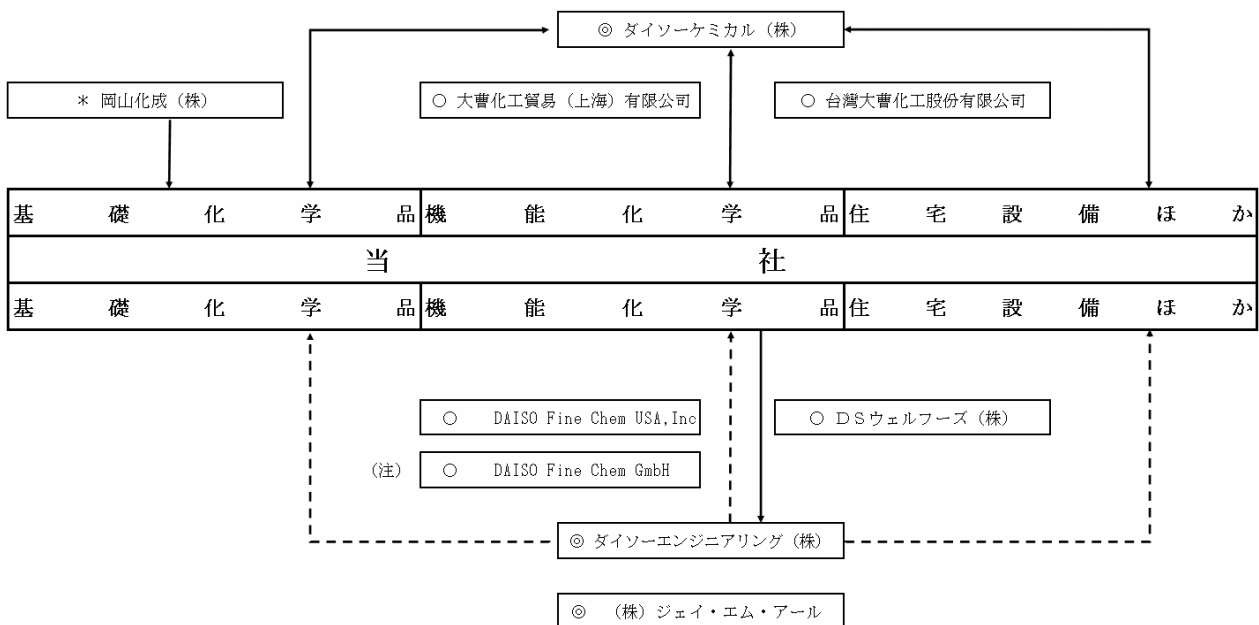 ◎ ダイソーケミカル（株）
＊ 岡山化成（株）
○ 大曹化工貿易（上海）有限公司
○ 台灣大曹化工股份有限公司
基礎化学品 機能化学品 住宅設備ほか
当社
基礎化学品 機能化学品 住宅設備ほか
○ DAISO Fine Chem USA,Inc
○ ＤＳウェルフーズ（株）
（注） ○ DAISO Fine Chem GmbH
◎ ダイソーエンジニアリング（株）
◎ （株）ジェイ・エム・アール